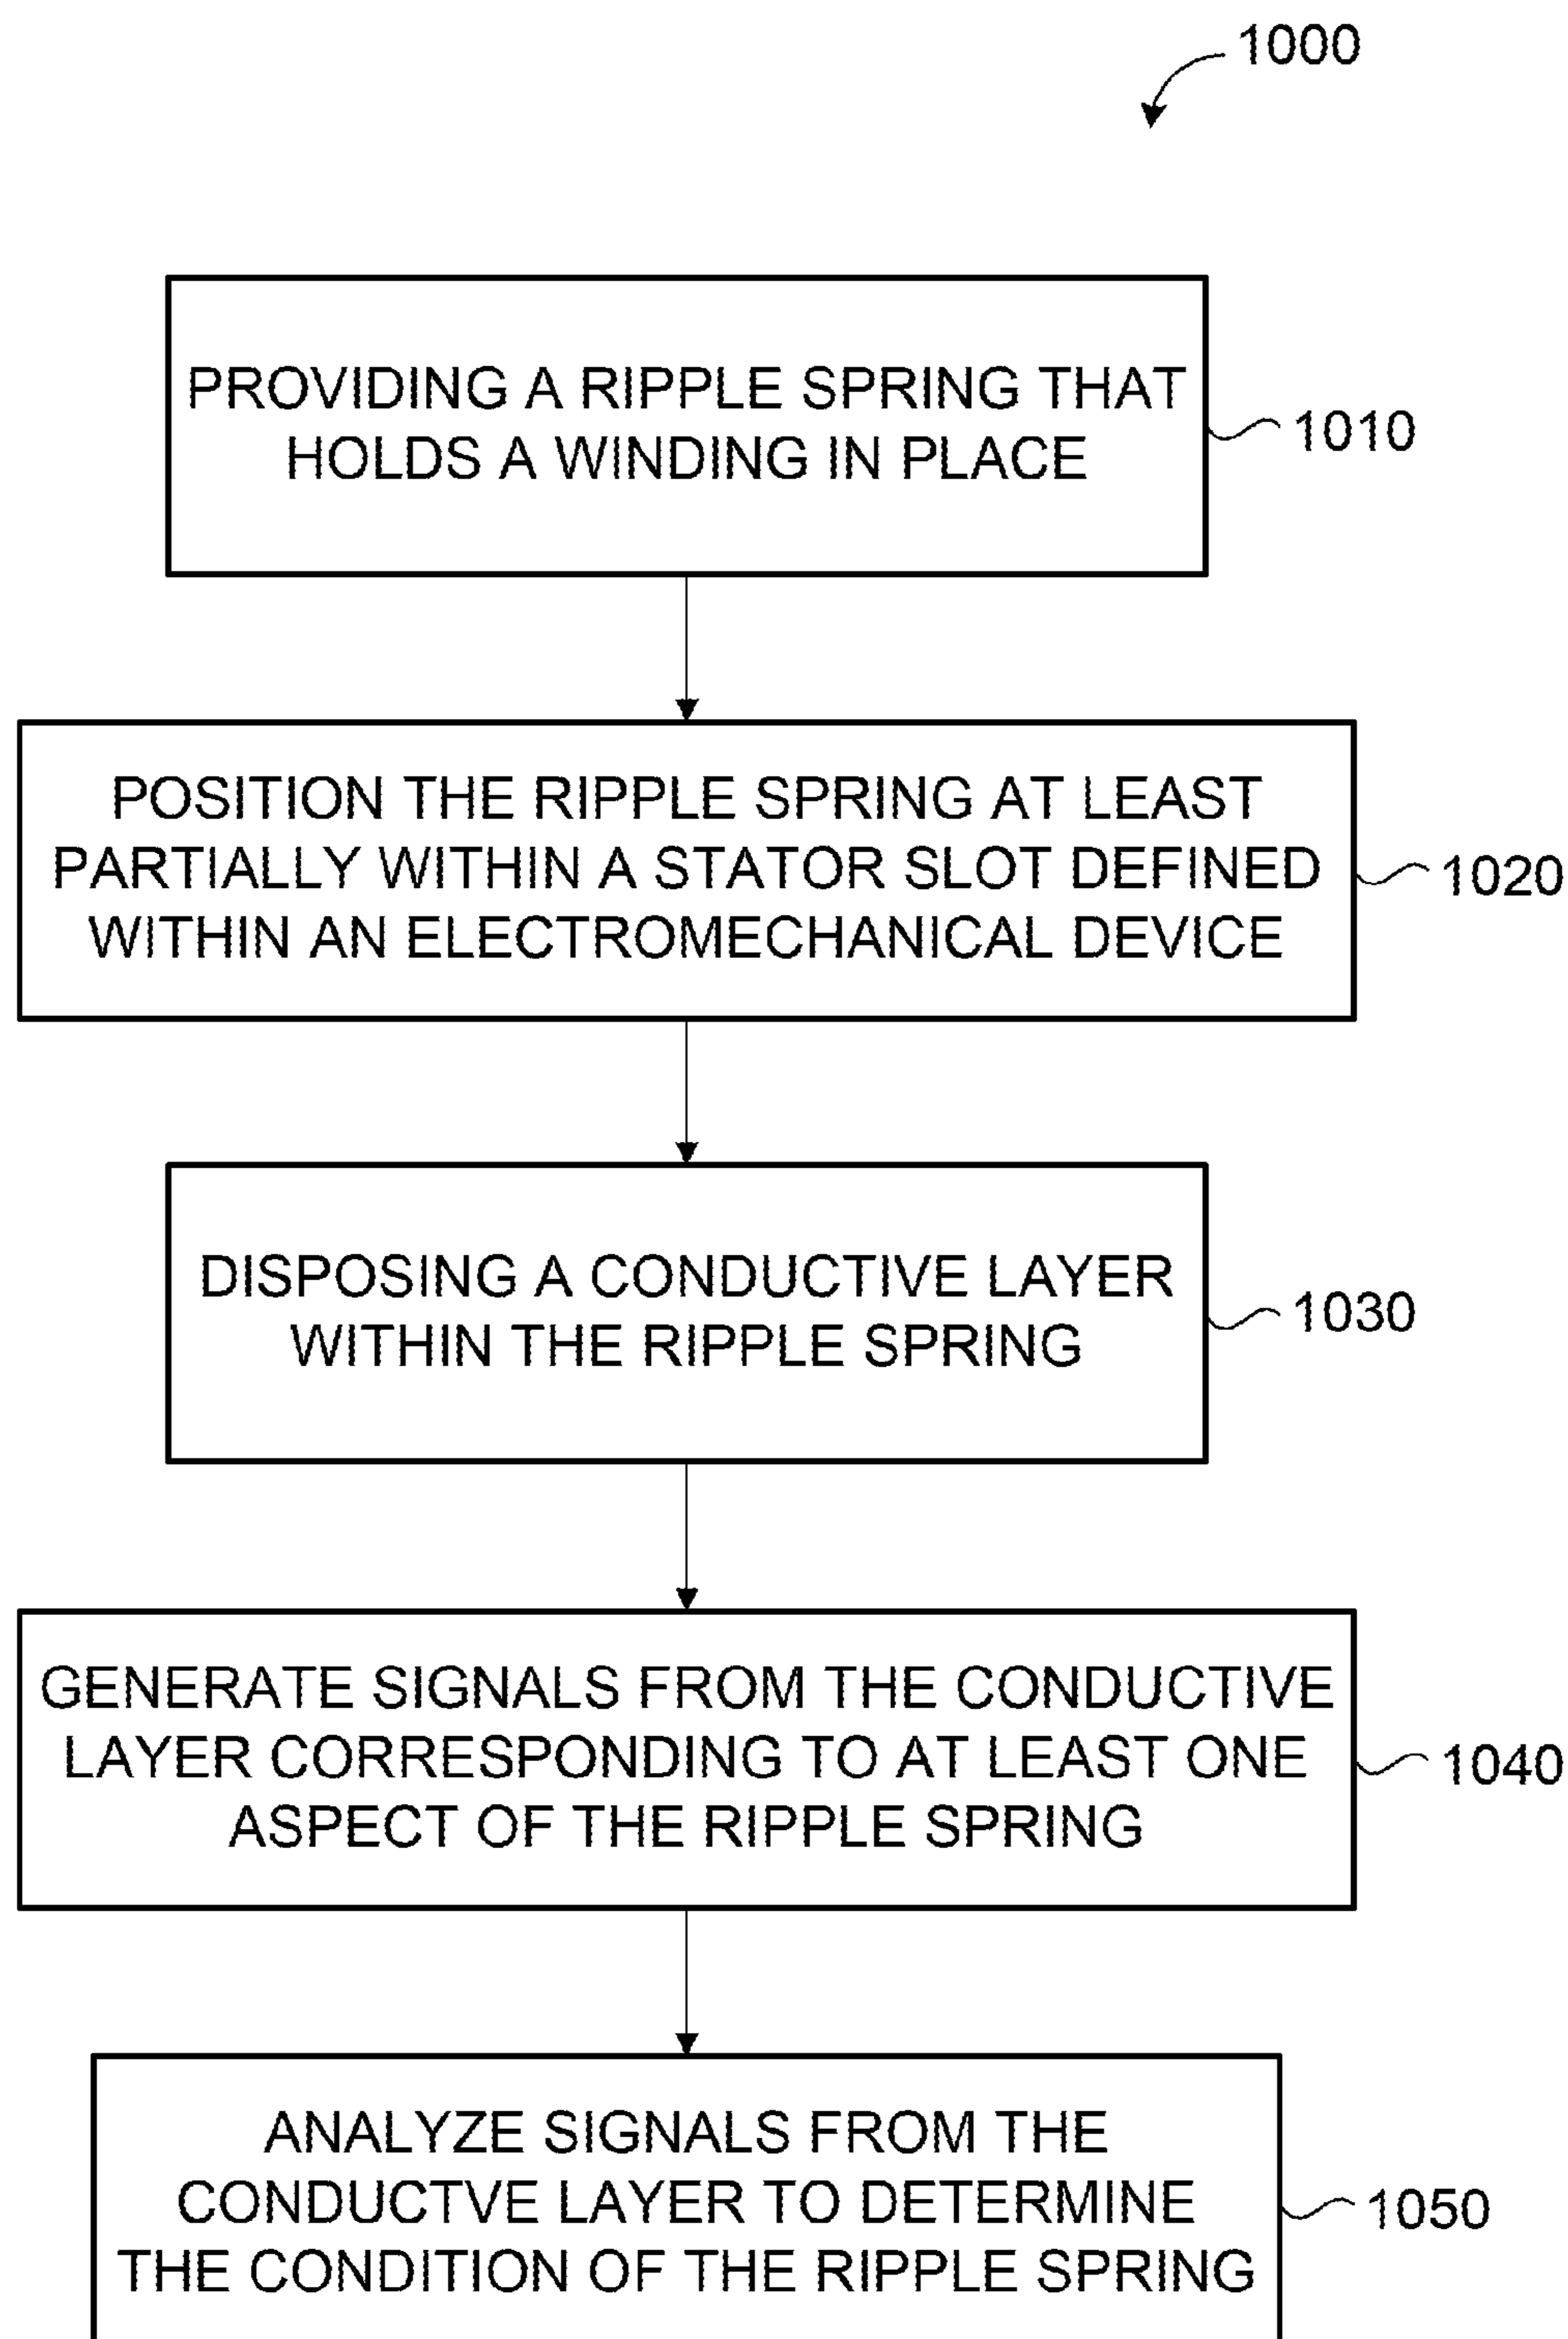 1000
PROVIDING A RIPPLE SPRING THAT
HOLDS A WINDING IN PLACE
1010
POSITION THE RIPPLE SPRING AT LEAST
PARTIALLY WITHIN A STATOR SLOT DEFINED
WITHIN AN ELECTROMECHANICAL DEVICE
1020
DISPOSING A CONDUCTIVE LAYER
WITHIN THE RIPPLE SPRING
1030
GENERATE SIGNALS FROM THE CONDUCTIVE
LAYER CORRESPONDING TO AT LEAST ONE
ASPECT OF THE RIPPLE SPRING
1040
ANALYZE SIGNALS FROM THE
CONDUCTVE LAYER TO DETERMINE
THE CONDITION OF THE RIPPLE SPRING
1050